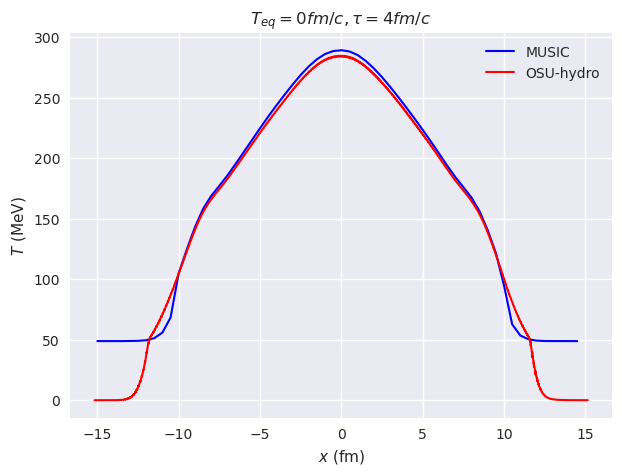 T_eq = 0fm/c, τ = 4fm/c
MUSIC
OSU-hydro
300
250
200
150
100
50
0
T (MeV)
−15
−10
−5
0
5
10
15
x (fm)